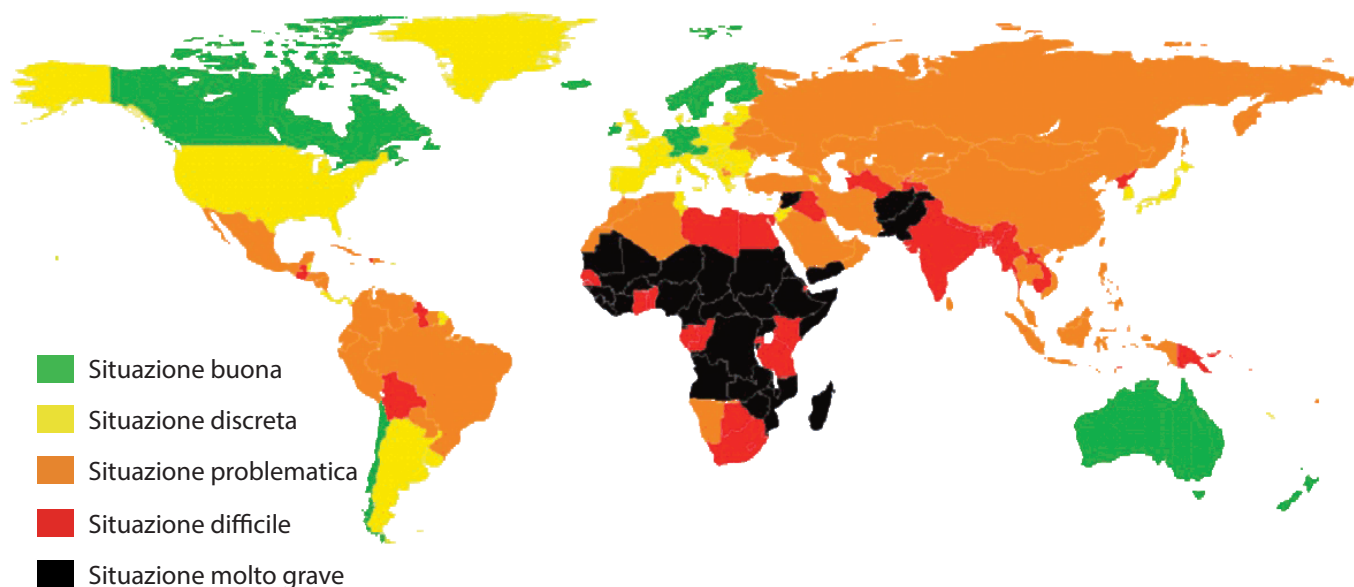 Situazione buona
Situazione discreta
Situazione problematica
Situazione difficile
Situazione molto grave